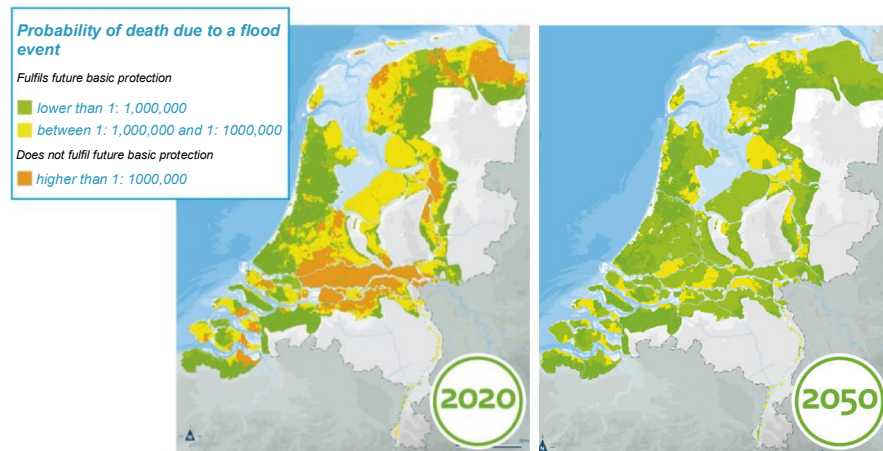 Probability of death due to a flood
event
Fulfils future basic protection
lower than 1: 1,000,000
between 1: 1,000,000 and 1: 1000,000
Does not fulfil future basic protection
higher than 1: 1000,000
2020
2050